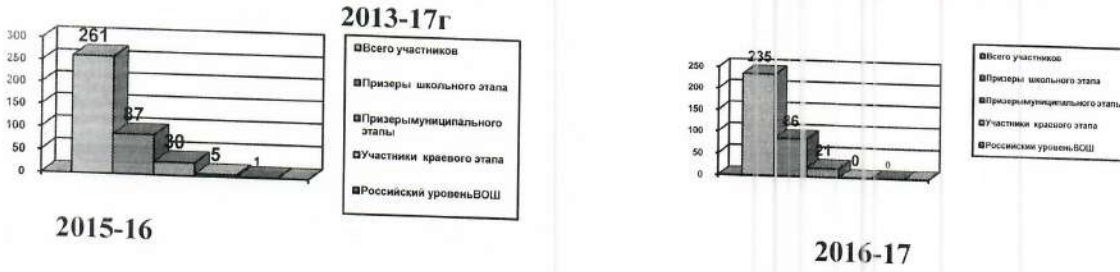 2013-17г
300
250
200
150
100
50
0
261
87
30
5
1
Всего участников
Призеры школьного этапа
Призерымуниципального
этапы
Участники краевого этапа
Российский уровеньВОШ
2015-16
250
200
150
100
50
0
235
86
21
0
0
Всего участников
Призеры школьного этапа
Призерымуниципального этапы
Участники краевого этапа
Российский уровеньВОШ
2016-17